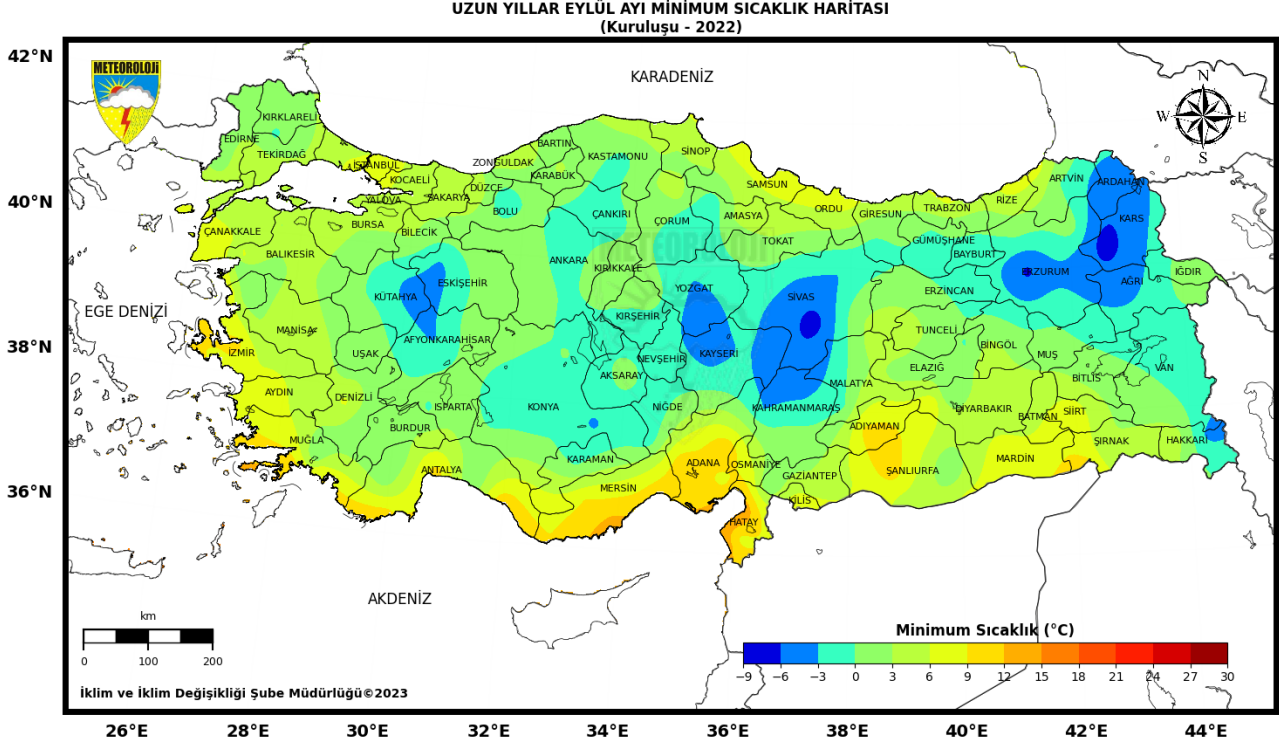 UZUN YILLAR EYLÜL AYI MİNİMUM SICAKLIK HARİTASI
(Kuruluşu - 2022)
42°N
METEOROLOJİ
KARADENİZ
N
W E
S
KIRKLARELİ
EDİRNE
TEKİRDAĞ
İSTANBUL
KOCAELİ
YALOVA
SAKARYA
DÜZCE
ZONGULDAK
BARTIN
KARABÜK
KASTAMONU
SİNOP
SAMSUN
ORDU
GİRESUN
TRABZON
RİZE
ARTVİN
ARDAHAN
KARS
40°N
ÇANAKKALE
BALIKESİR
BURSA
BİLECİK
BOLU
ÇANKIRI
ÇORUM
AMASYA
TOKAT
GÜMÜŞHANE
BAYBURT
ERZURUM
AĞRI
IĞDIR
METEOROLOJİ
ANKARA
KIRIKKALE
YOZGAT
SİVAS
ERZİNCAN
ESKİŞEHİR
KÜTAHYA
EGE DENİZİ
MANİSA
UŞAK
AFYONKARAHİSAR
KIRŞEHİR
NEVŞEHİR
KAYSERİ
TUNCELİ
BİNGÖL
MUŞ
BİTLİS
VAN
38°N
İZMİR
AYDIN
DENİZLİ
ISPARTA
BURDUR
KONYA
AKSARAY
NİĞDE
KAHRAMANMARAŞ
MALATYA
ELAZIĞ
DİYARBAKIR
BATMAN
SİİRT
ŞIRNAK
HAKKARİ
MUĞLA
ANTALYA
KARAMAN
MERSİN
ADANA
OSMANİYE
GAZİANTEP
KİLİS
ADIYAMAN
ŞANLIURFA
MARDİN
HATAY
36°N
AKDENİZ
km
0 100 200
Minimum Sıcaklık (°C)
−9 −6 −3 0 3 6 9 12 15 18 21 24 27 30
İklim ve İklim Değişikliği Şube Müdürlüğü©2023
26°E 28°E 30°E 32°E 34°E 36°E 38°E 40°E 42°E 44°E